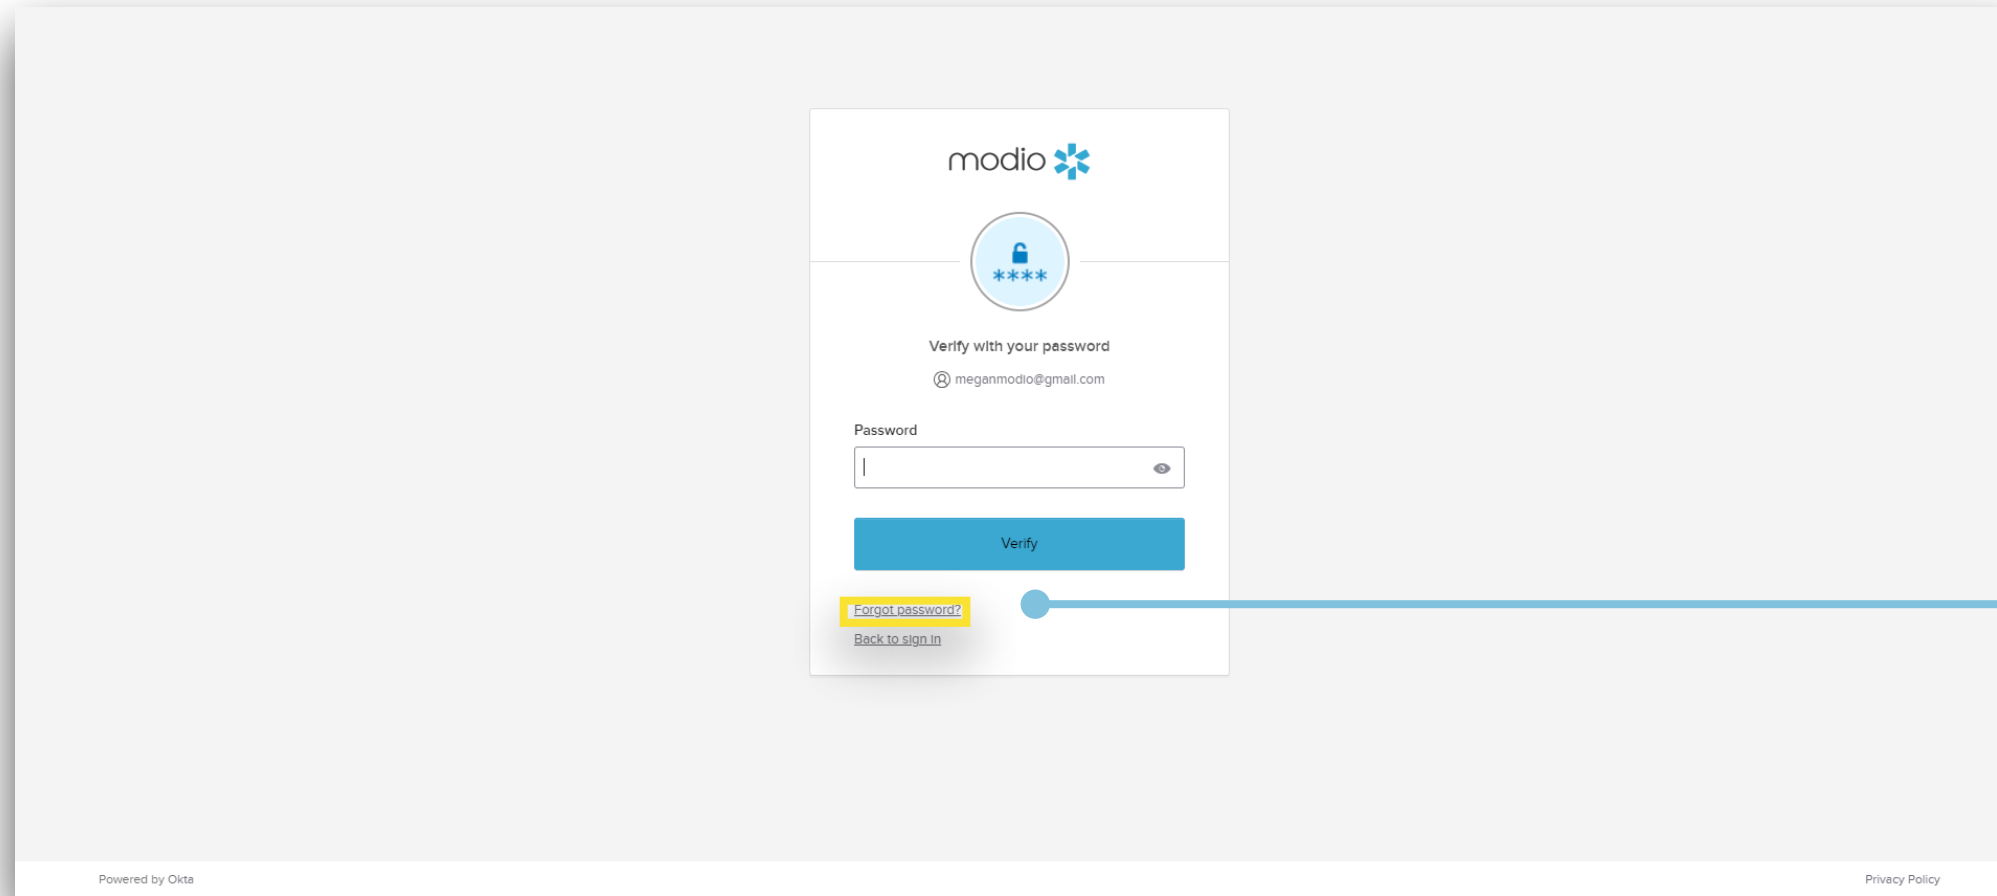 modio
****
Verify with your password
meganmodio@gmail.com
Password
Verify
Forgot password?
Back to sign in
Powered by Okta
Privacy Policy